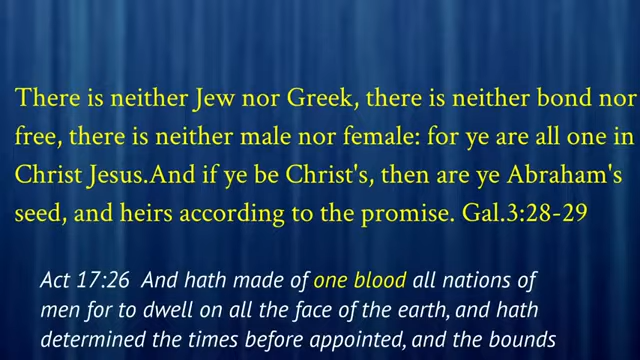 There is neither Jew nor Greek, there is neither bond nor
free, there is neither male nor female: for ye are all one in
Christ Jesus.And if ye be Christ's, then are ye Abraham's
seed, and heirs according to the promise. Gal.3:28-29
Act 17:26 And hath made of one blood all nations of
men for to dwell on all the face of the earth, and hath
determined the times before appointed, and the bounds